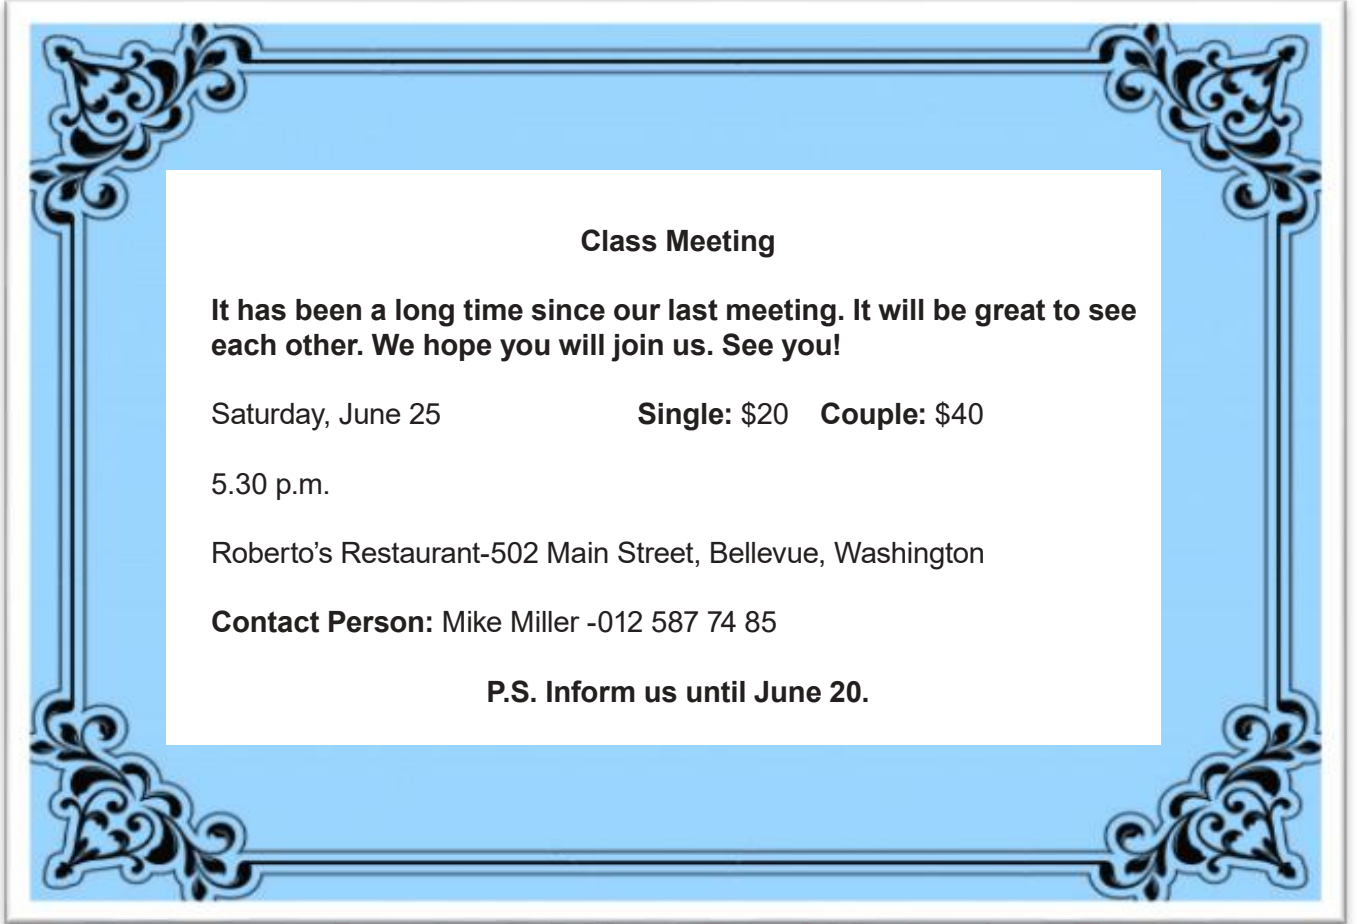 Class Meeting
It has been a long time since our last meeting. It will be great to see
each other. We hope you will join us. See you!
Saturday, June 25 Single: $20 Couple: $40
5.30 p.m.
Roberto’s Restaurant-502 Main Street, Bellevue, Washington
Contact Person: Mike Miller -012 587 74 85
P.S. Inform us until June 20.